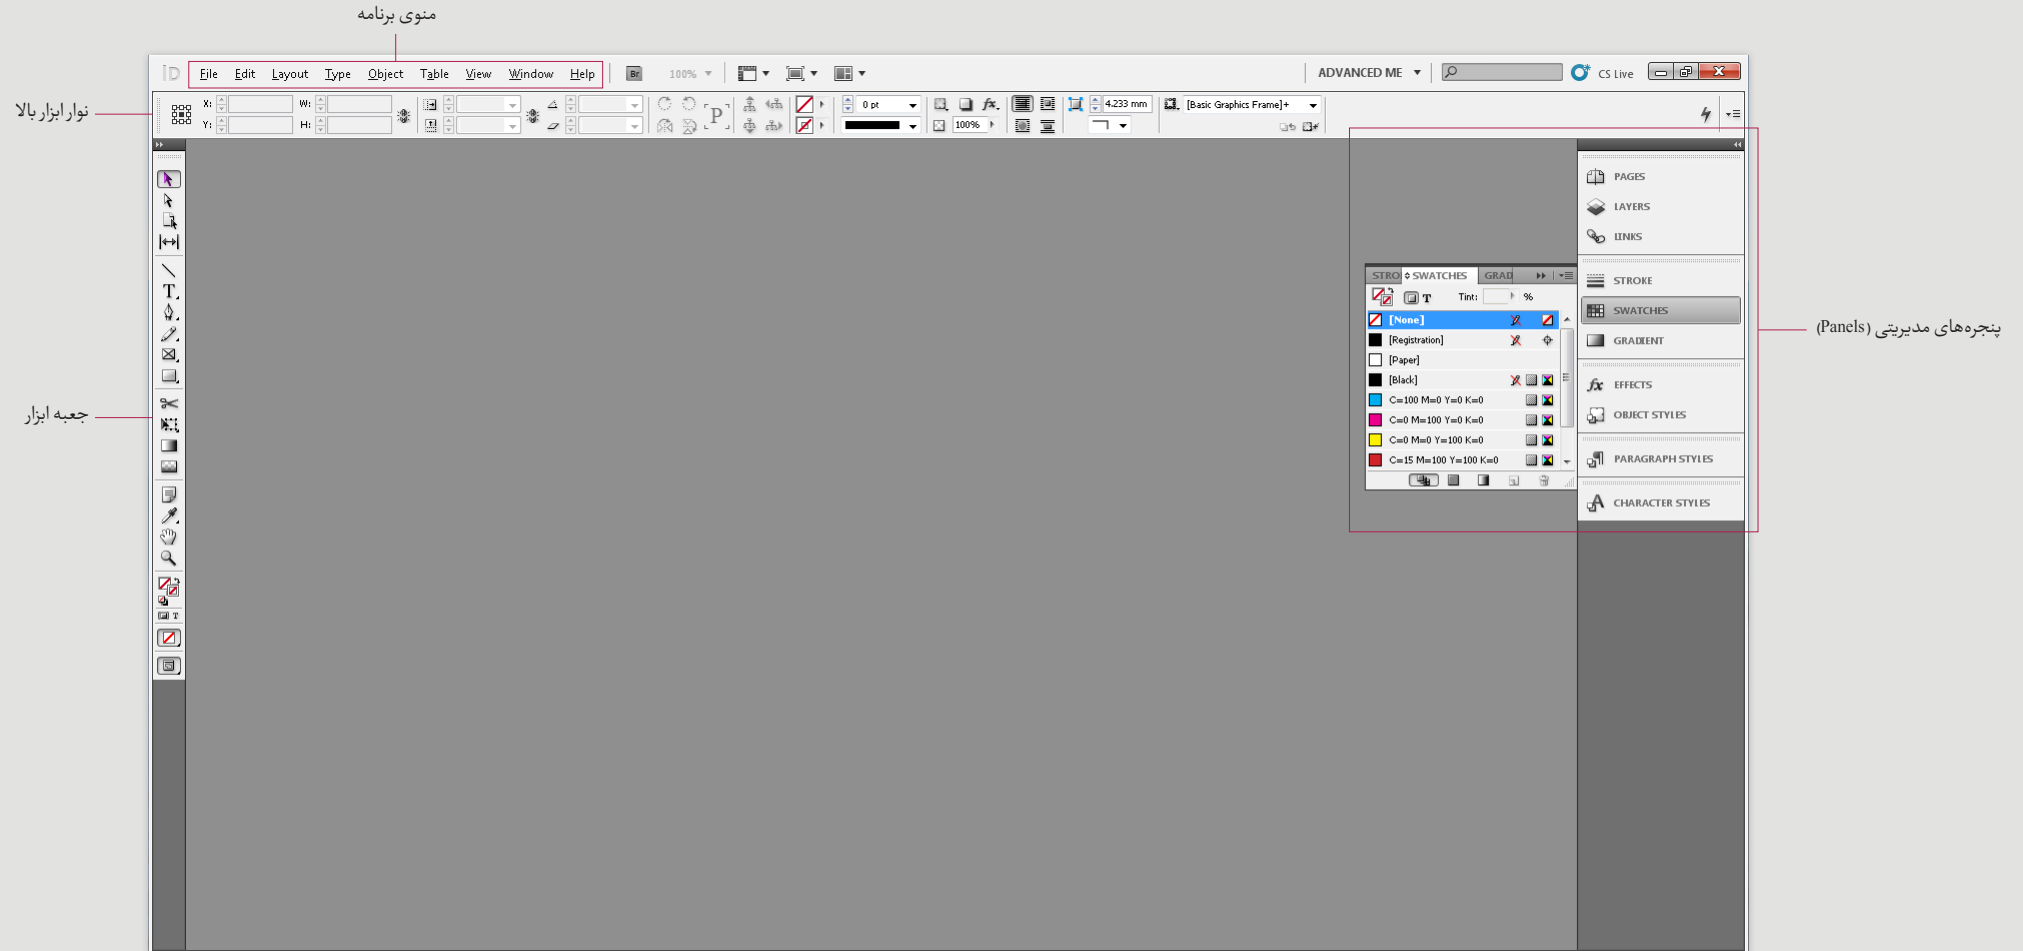 منوی برنامه
iD File Edit Layout Type Object Table View Window Help Br 100% ADVANCED ME CS Live
نوار ابزار بالا
X: W: 0 pt fx. 4.233 mm [Basic Graphics Frame]+
Y: H: P 100%
PAGES
LAYERS
LINKS
STROKE
SWATCHES
GRADIENT
EFFECTS
OBJECT STYLES
PARAGRAPH STYLES
CHARACTER STYLES
STRO SWATCHES GRAD
T Tint: %
[None]
[Registration]
[Paper]
[Black]
C=100 M=0 Y=0 K=0
C=0 M=100 Y=0 K=0
C=0 M=0 Y=100 K=0
C=15 M=100 Y=100 K=0
پنجره‌های مدیریتی (Panels)
جعبه ابزار
T
T